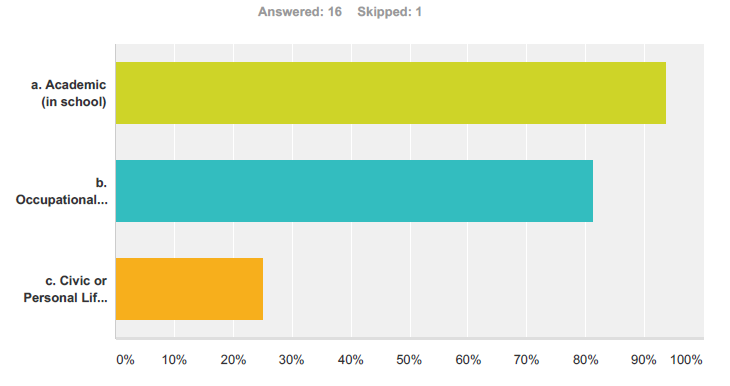 Answered: 16 Skipped: 1
a. Academic
(in school)
b.
Occupational...
c. Civic or
Personal Lif...
0% 10% 20% 30% 40% 50% 60% 70% 80% 90% 100%